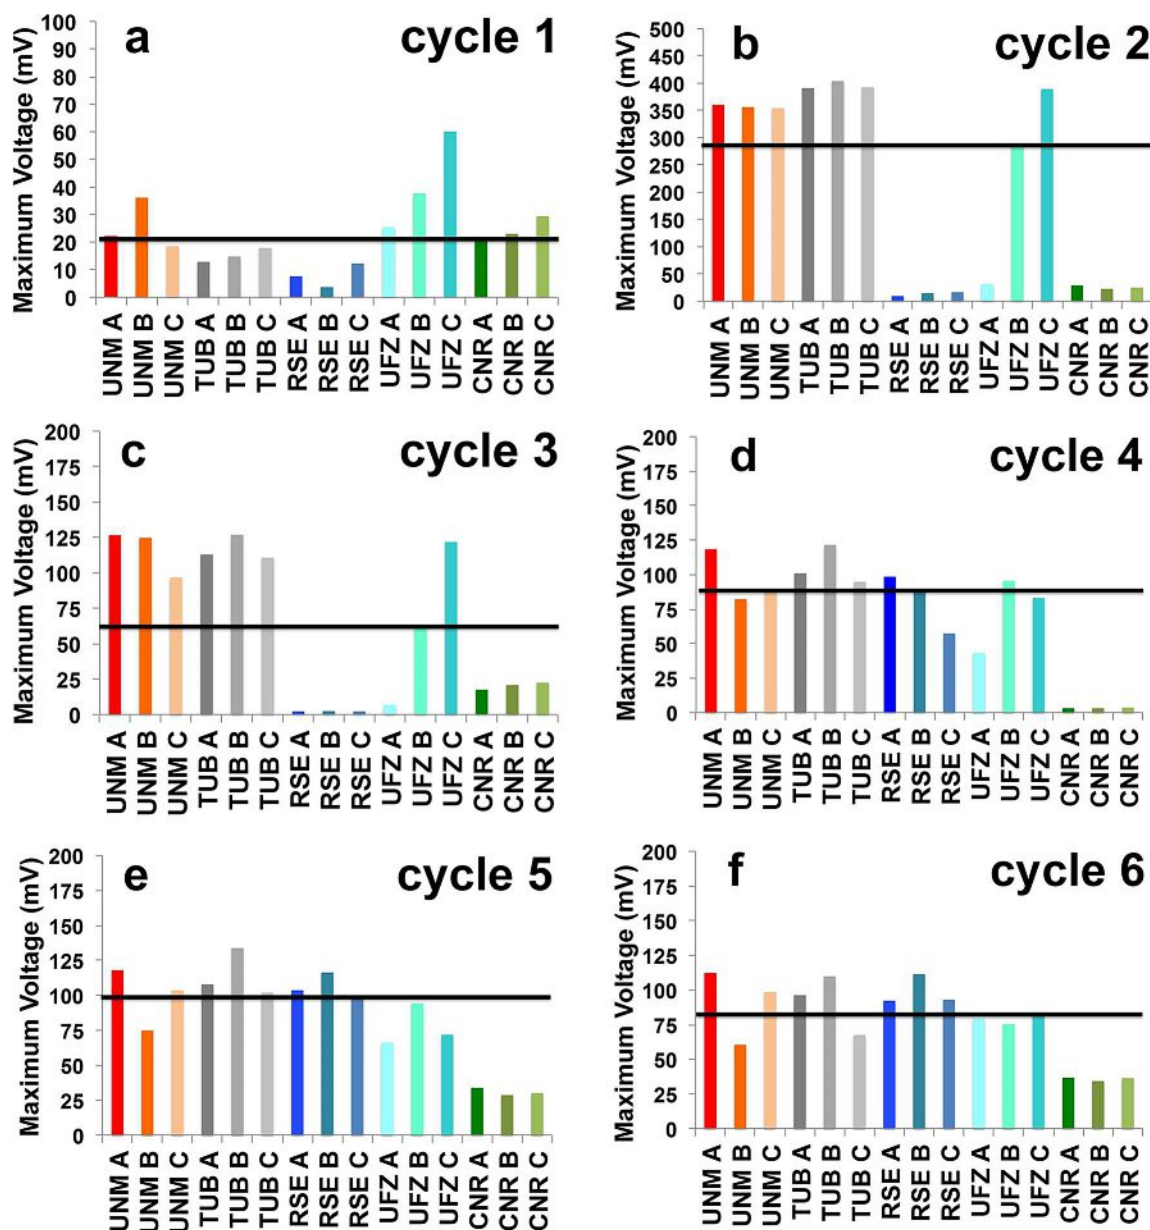 a cycle 1
Maximum Voltage (mV)
100
90
80
70
60
50
40
30
20
10
0
UNM A
UNM B
UNM C
TUB A
TUB B
TUB C
RSE A
RSE B
RSE C
UFZ A
UFZ B
UFZ C
CNR A
CNR B
CNR C
b cycle 2
Maximum Voltage (mV)
500
450
400
350
300
250
200
150
100
50
0
UNM A
UNM B
UNM C
TUB A
TUB B
TUB C
RSE A
RSE B
RSE C
UFZ A
UFZ B
UFZ C
CNR A
CNR B
CNR C
c cycle 3
Maximum Voltage (mV)
200
175
150
125
100
75
50
25
0
UNM A
UNM B
UNM C
TUB A
TUB B
TUB C
RSE A
RSE B
RSE C
UFZ A
UFZ B
UFZ C
CNR A
CNR B
CNR C
d cycle 4
Maximum Voltage (mV)
200
175
150
125
100
75
50
25
0
UNM A
UNM B
UNM C
TUB A
TUB B
TUB C
RSE A
RSE B
RSE C
UFZ A
UFZ B
UFZ C
CNR A
CNR B
CNR C
e cycle 5
Maximum Voltage (mV)
200
175
150
125
100
75
50
25
0
UNM A
UNM B
UNM C
TUB A
TUB B
TUB C
RSE A
RSE B
RSE C
UFZ A
UFZ B
UFZ C
CNR A
CNR B
CNR C
f cycle 6
Maximum Voltage (mV)
200
175
150
125
100
75
50
25
0
UNM A
UNM B
UNM C
TUB A
TUB B
TUB C
RSE A
RSE B
RSE C
UFZ A
UFZ B
UFZ C
CNR A
CNR B
CNR C